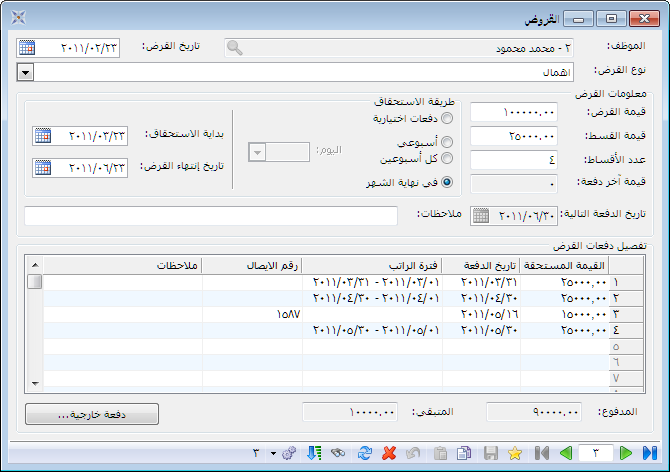 القروض
الموظف: ٢ - محمد محمود تاريخ القرض: ٢٠١١/٠٢/٢٣
نوع القرض: اهمال
معلومات القرض
قيمة القرض: ١٠٠٠٠٠.٠٠
قيمة القسط: ٢٥٠٠٠.٠٠
عدد الأقساط: ٤
قيمة آخر دفعة: ٠
طريقة الاستحقاق
دفعات اختيارية
أسبوعي
كل أسبوعين
في نهاية الشهر
اليوم:
بداية الاستحقاق: ٢٠١١/٠٣/٢٣
تاريخ إنتهاء القرض: ٢٠١١/٠٦/٢٣
تاريخ الدفعة التالية: ٢٠١١/٠٦/٣٠ ملاحظات:
تفصيل دفعات القرض
القيمة المستحقة تاريخ الدفعة فترة الراتب رقم الايصال ملاحظات
١ ٢٥٠٠٠,٠٠ ٢٠١١/٠٣/٣١ ٢٠١١/٠٣/٠١ - ٢٠١١/٠٣/٣١
٢ ٢٥٠٠٠,٠٠ ٢٠١١/٠٤/٣٠ ٢٠١١/٠٤/٠١ - ٢٠١١/٠٤/٣٠
٣ ١٥٠٠٠,٠٠ ٢٠١١/٠٥/١٦ ١٥٨٧
٤ ٢٥٠٠٠,٠٠ ٢٠١١/٠٥/٣٠ ٢٠١١/٠٥/٠١ - ٢٠١١/٠٥/٣٠
٥
٦
٧
المدفوع: ٩٠٠٠٠.٠٠ المتبقي: ١٠٠٠٠.٠٠ دفعة خارجية...
٣ ٣